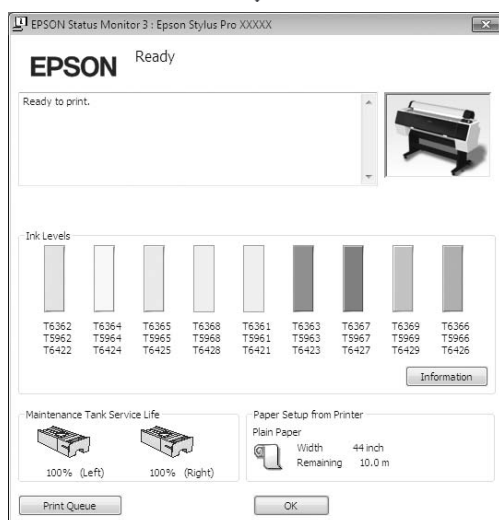 EPSON Status Monitor 3 : Epson Stylus Pro XXXXX
EPSON
Ready
Ready to print.
Ink Levels
T6362 T6364 T6365 T6368 T6361 T6363 T6367 T6369 T6366
T5962 T5964 T5965 T5968 T5961 T5963 T5967 T5969 T5966
T6422 T6424 T6425 T6428 T6421 T6423 T6427 T6429 T6426
Information
Maintenance Tank Service Life
100% (Left) 100% (Right)
Paper Setup from Printer
Plain Paper
Width 44 inch
Remaining 10.0 m
Print Queue
OK